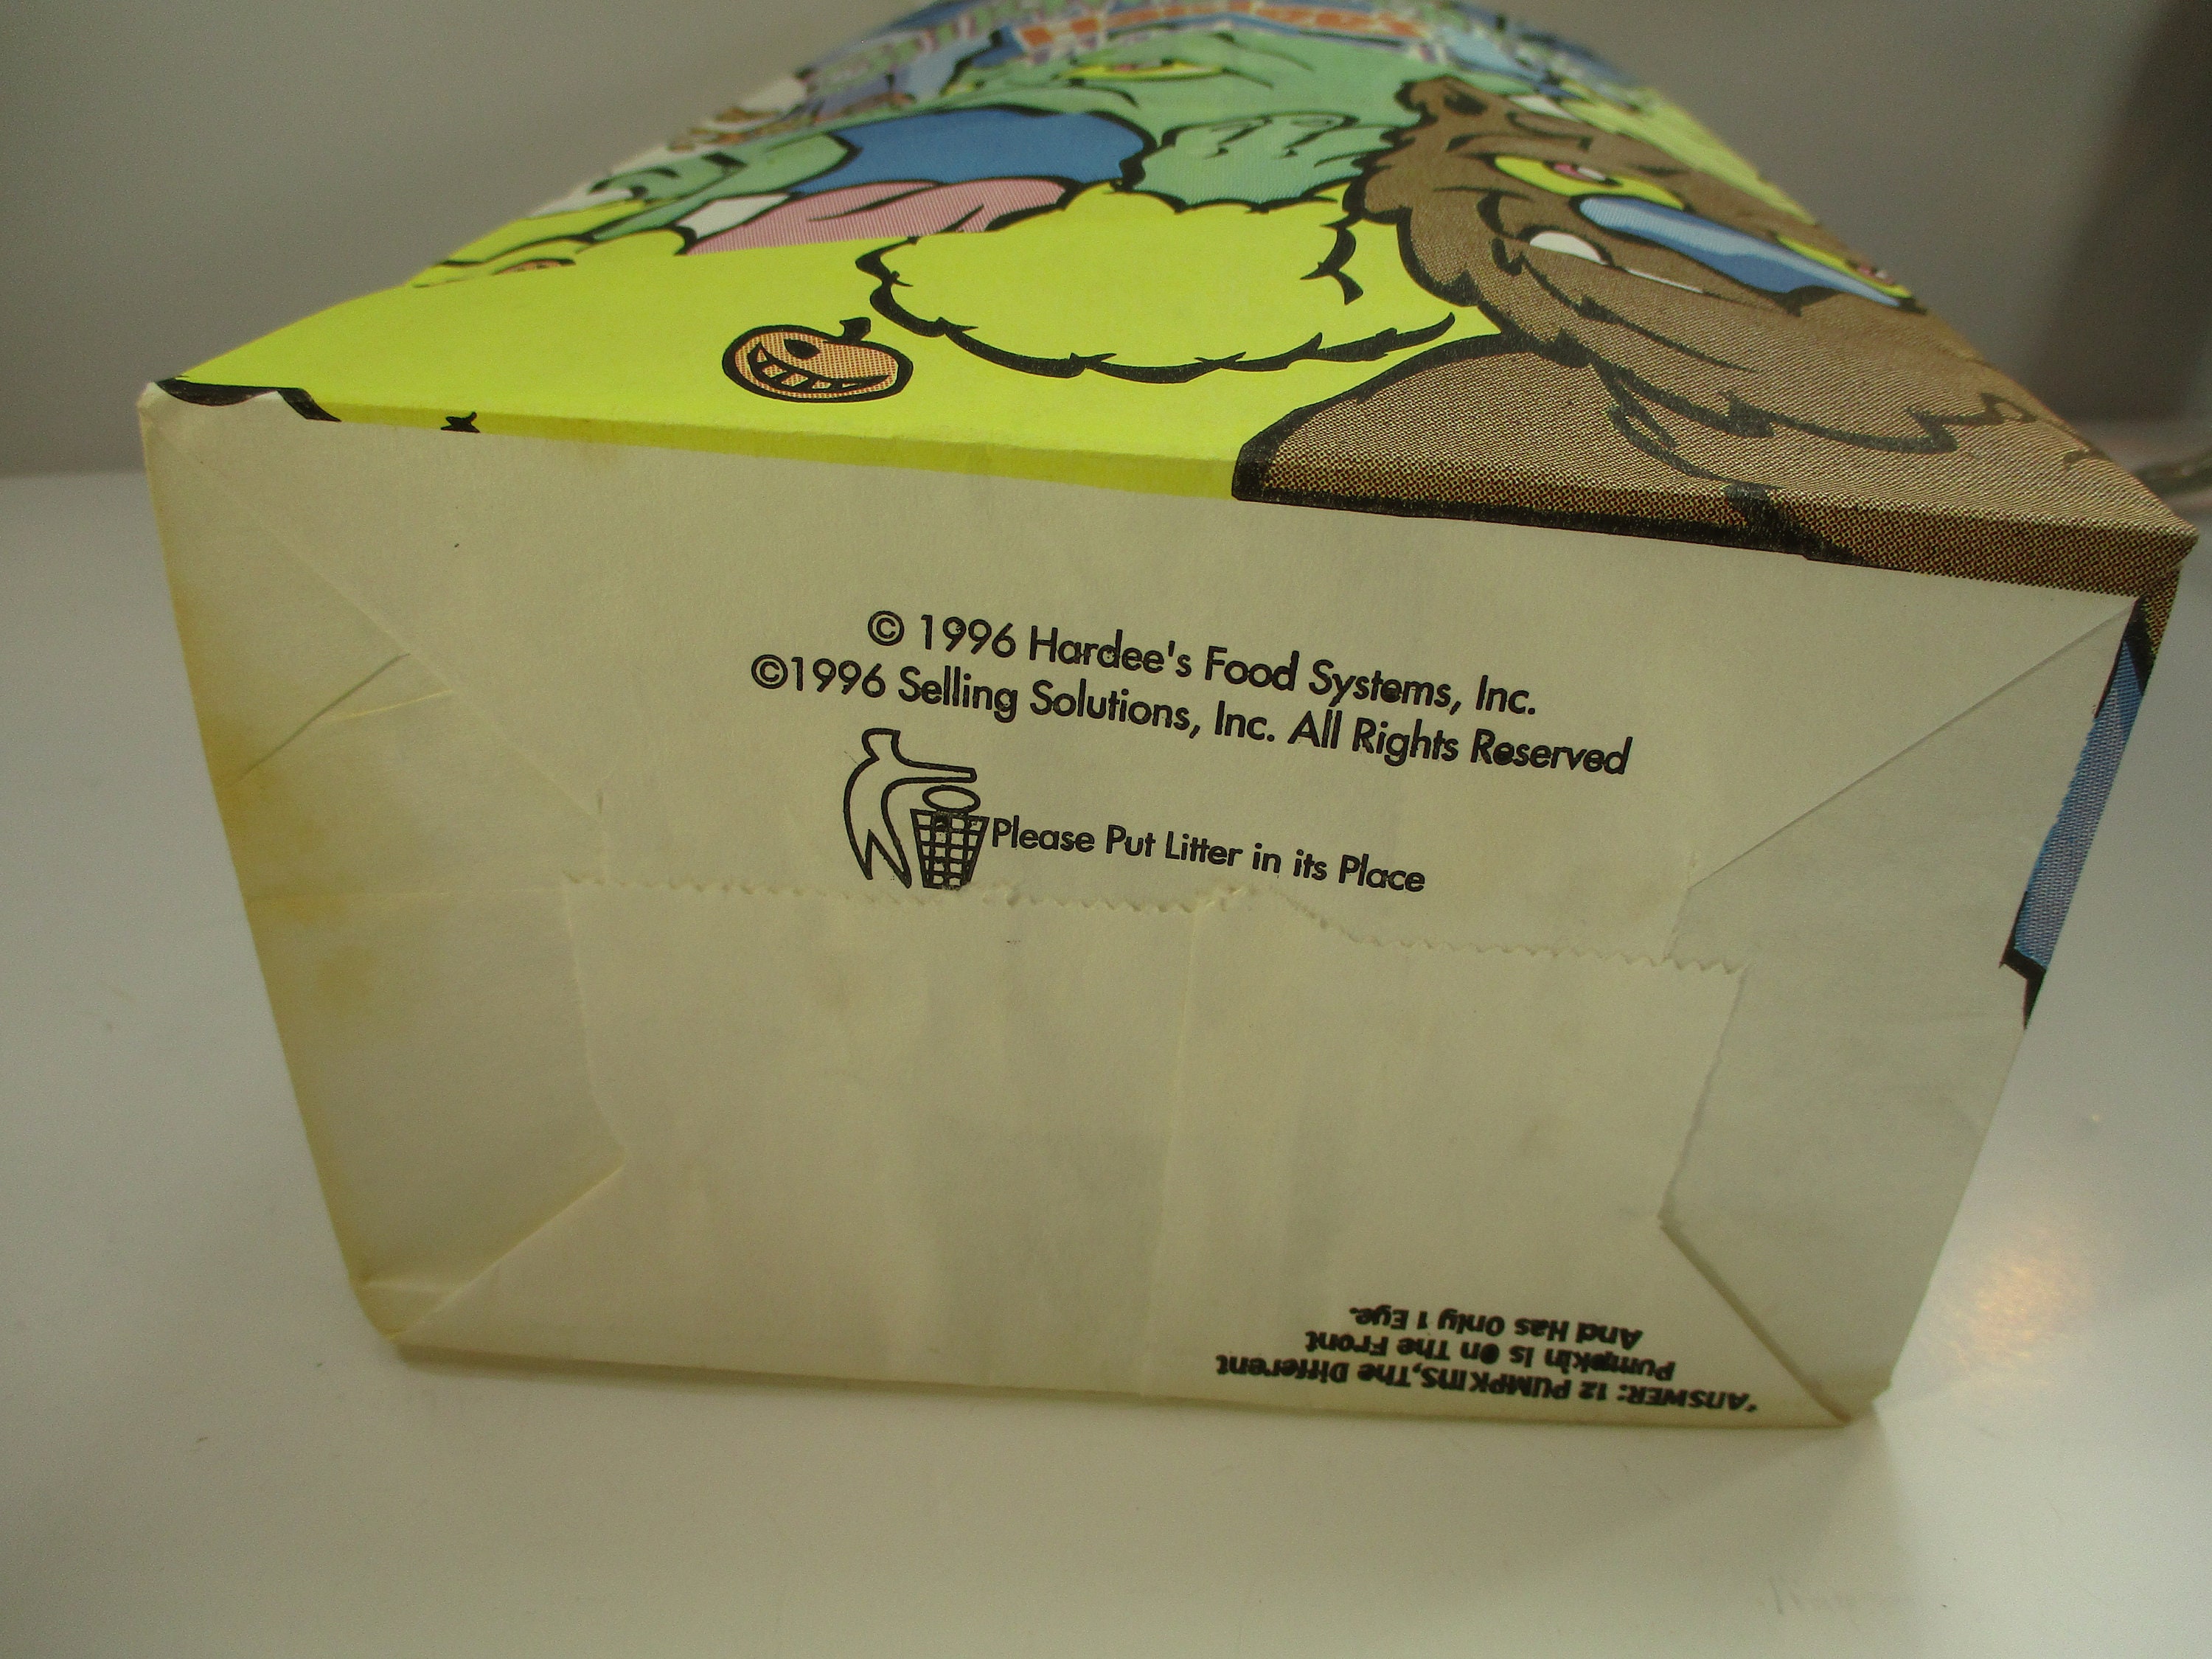 Hardee's
© 1996 Hardee's Food Systems, Inc.
©1996 Selling Solutions, Inc. All Rights Reserved
Please Put Litter in its Place
*ANSWER: 12 PUMPKINS,The Different
Pumpkin Is On The Front
And Has Only 1 Eye.